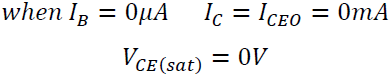 when I_B = 0μA I_C = I_CEO = 0mA
V_CE(sat) = 0V